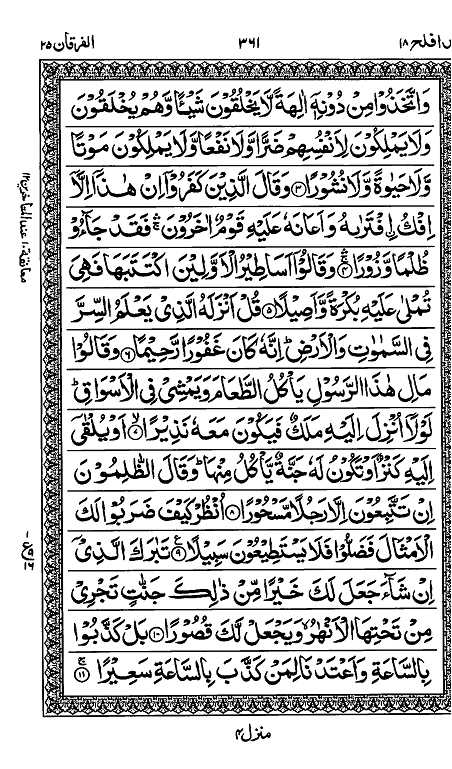 قد افلح ١٨ ٣٦١ الفرقان ٢٥
وَاتَّخَذُوْا مِنْ دُوْنِهٖۤ اٰلِهَةً لَّا يَخْلُقُوْنَ شَيْـًٔا وَّهُمْ يُخْلَقُوْنَ
وَلَا يَمْلِكُوْنَ لِاَنْفُسِهِمْ ضَرًّا وَّلَا نَفْعًا وَّلَا يَمْلِكُوْنَ مَوْتًا
وَّلَا حَيٰوةً وَّلَا نُشُوْرًا ۝٣ وَقَالَ الَّذِيْنَ كَفَرُوْۤا اِنْ هٰذَاۤ اِلَّاۤ
اِفْكُ ۨافْتَرٰىهُ وَاَعَانَهٗ عَلَيْهِ قَوْمٌ اٰخَرُوْنَ ۛۚ فَقَدْ جَآءُوْ
ظُلْمًا وَّزُوْرًا ۛۚ ۝٤ وَقَالُوْۤا اَسَاطِيْرُ الْاَوَّلِيْنَ اكْتَتَبَهَا فَهِيَ
تُمْلٰى عَلَيْهِ بُكْرَةً وَّاَصِيْلًا ۝٥ قُلْ اَنْزَلَهُ الَّذِيْ يَعْلَمُ السِّرَّ
فِي السَّمٰوٰتِ وَالْاَرْضِ ؕ اِنَّهٗ كَانَ غَفُوْرًا رَّحِيْمًا ۝٦ وَقَالُوْا
مَالِ هٰذَا الرَّسُوْلِ يَاْكُلُ الطَّعَامَ وَيَمْشِيْ فِي الْاَسْوَاقِ ؕ
لَوْلَاۤ اُنْزِلَ اِلَيْهِ مَلَكٌ فَيَكُوْنَ مَعَهٗ نَذِيْرًا ۝٧ اَوْ يُلْقٰۤى
اِلَيْهِ كَنْزٌ اَوْ تَكُوْنُ لَهٗ جَنَّةٌ يَّاْكُلُ مِنْهَا ؕ وَقَالَ الظّٰلِمُوْنَ
اِنْ تَتَّبِعُوْنَ اِلَّا رَجُلًا مَّسْحُوْرًا ۝٨ اُنْظُرْ كَيْفَ ضَرَبُوْا لَكَ
الْاَمْثَالَ فَضَلُّوْا فَلَا يَسْتَطِيْعُوْنَ سَبِيْلًا ۝٩ۧ تَبٰرَكَ الَّذِيْۤ
اِنْ شَآءَ جَعَلَ لَكَ خَيْرًا مِّنْ ذٰلِكَ جَنّٰتٍ تَجْرِيْ
مِنْ تَحْتِهَا الْاَنْهٰرُ ۙ وَيَجْعَلْ لَّكَ قُصُوْرًا ۝١٠ بَلْ كَذَّبُوْا
بِالسَّاعَةِ ۫ وَاَعْتَدْنَا لِمَنْ كَذَّبَ بِالسَّاعَةِ سَعِيْرًا ۝١١ۚ
منزل ٤
معانقة ١٠ عند المتاخرين ١٢